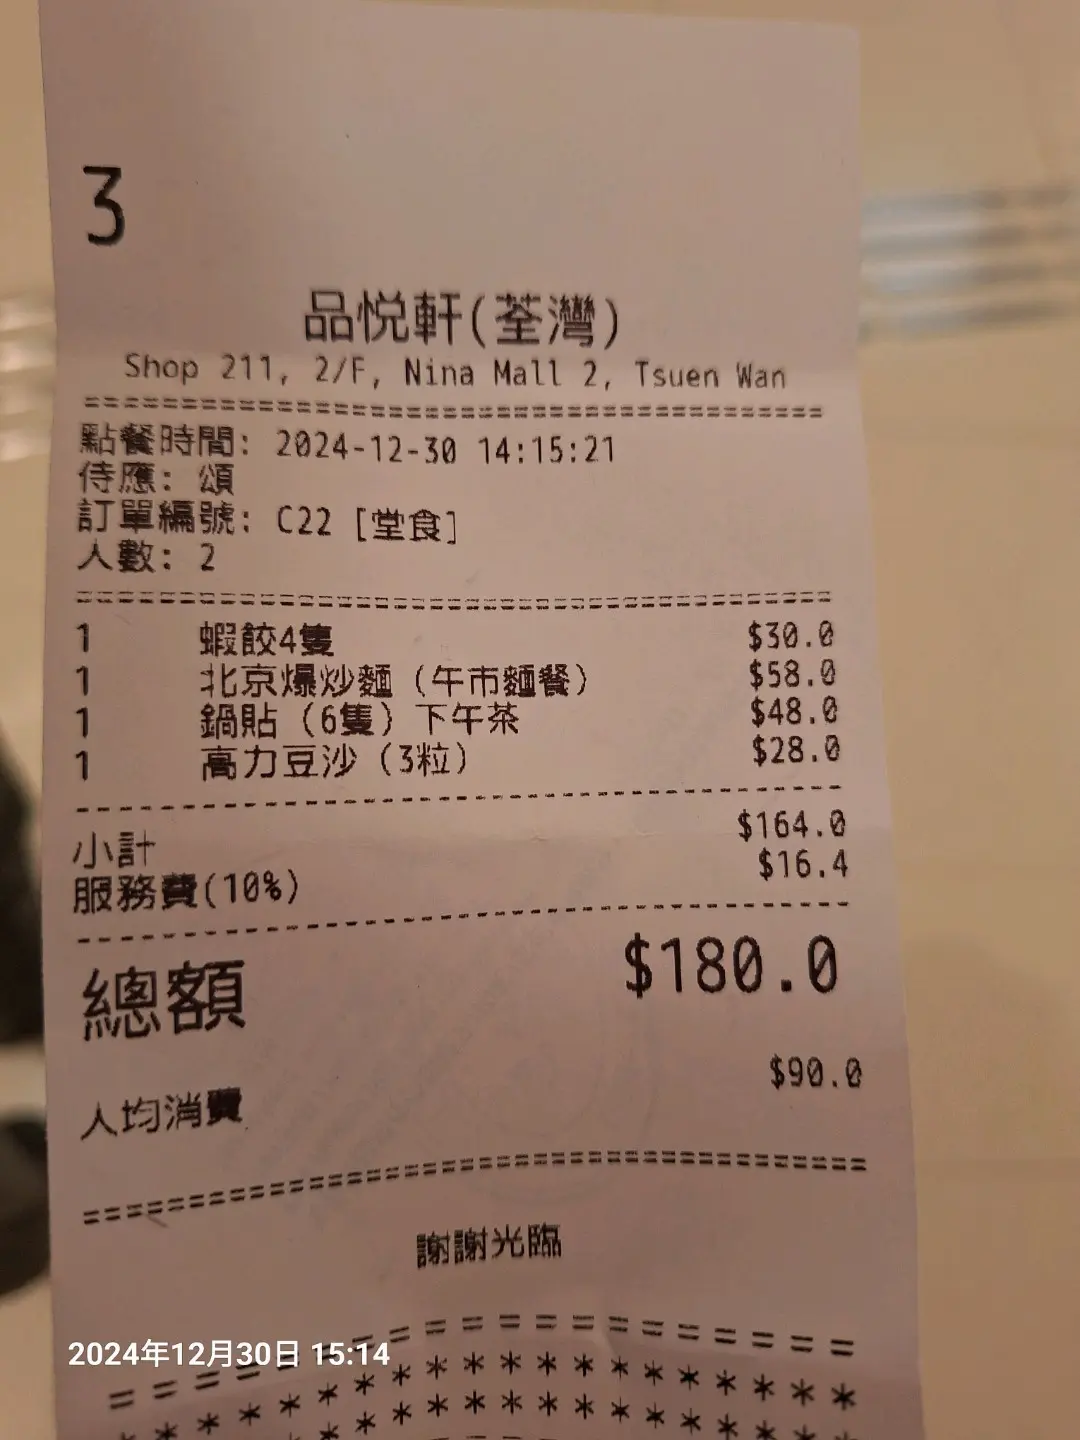 3
品悦軒(荃灣)
Shop 211, 2/F, Nina Mall 2, Tsuen Wan
========================================
點餐時間: 2024-12-30 14:15:21
侍應: 頌
訂單編號: C22 [堂食]
人數: 2
========================================
1 蝦餃4隻 $30.0
1 北京爆炒麵 (午市麵餐) $58.0
1 鍋貼 (6隻) 下午茶 $48.0
1 高力豆沙 (3粒) $28.0
----------------------------------------
小計 $164.0
服務費(10%) $16.4
----------------------------------------
總額 $180.0
人均消費 $90.0
========================================
謝謝光臨
====================
********************
********************
2024年12月30日 15:14